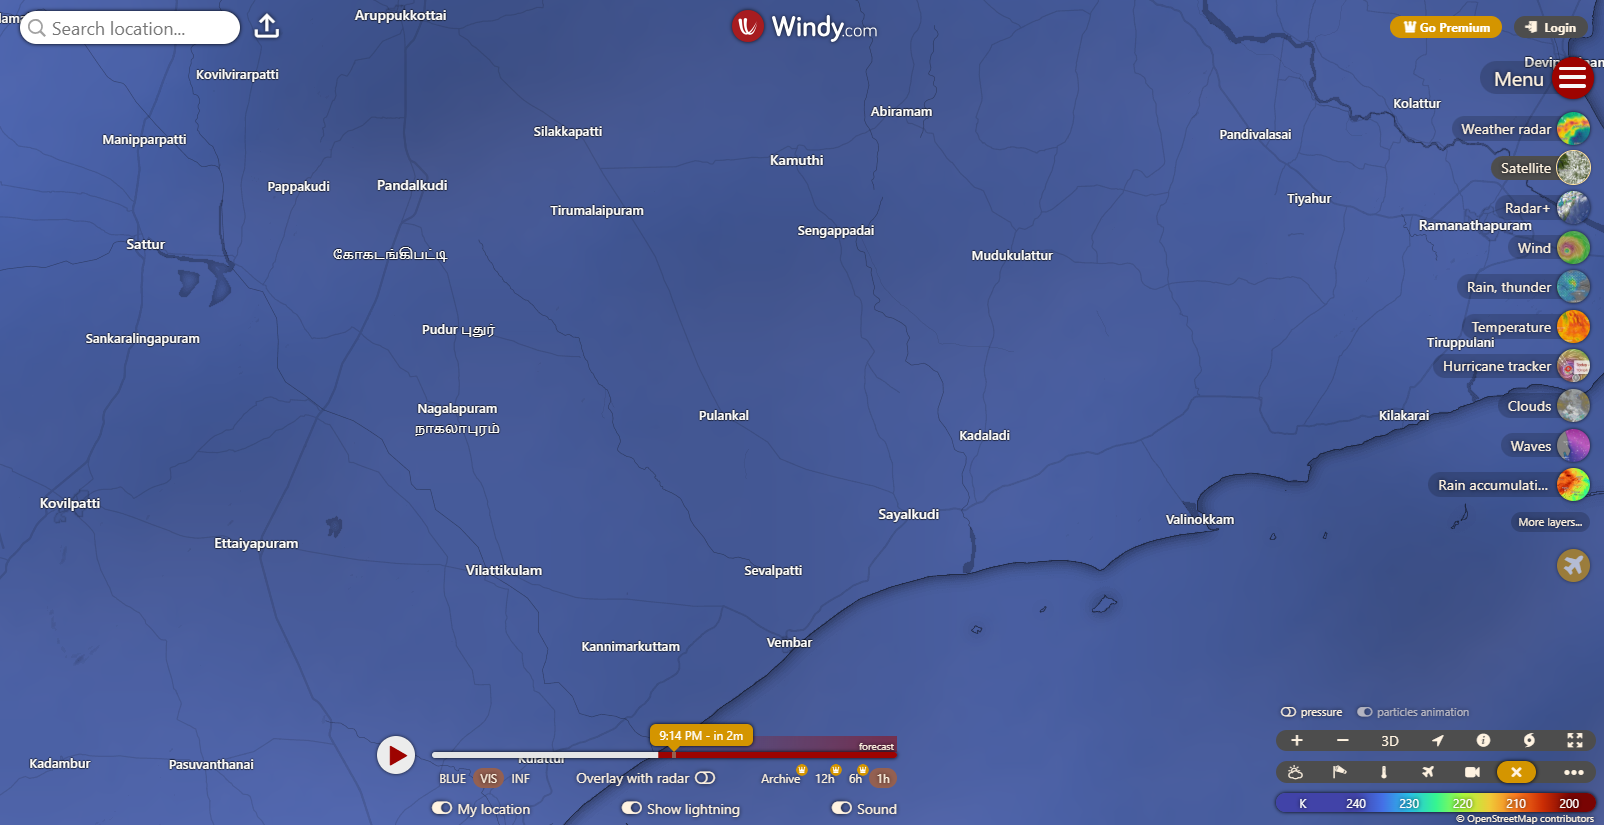 Aruppukkottai
Search location...
Windy.com
Go Premium
Login
Kovilvirarpatti
Menu
Kolattur
Abiramam
Silakkapatti
Weather radar
Pandivalasai
Manipparpatti
Kamuthi
Satellite
Pappakudi
Pandalkudi
Tiyahur
Radar+
Tirumalaipuram
Ramanathapuram
Sengappadai
Sattur
Wind
கோகடங்கிபட்டி
Mudukulattur
Rain, thunder
Temperature
Pudur புதூர்
Sankaralingapuram
Tiruppulani
Hurricane tracker
Clouds
Nagalapuram
நாகலாபுரம்
Pulankal
Kilakarai
Kadaladi
Waves
Rain accumulati...
Kovilpatti
Sayalkudi
Valinokkam
More layers...
Ettaiyapuram
Vilattikulam
Sevalpatti
Kannimarkuttam
Vembar
pressure
particles animation
9:14 PM - in 2m
forecast
3D
Kadambur
Pasuvanthanai
Kulattur
BLUE
VIS
INF
Overlay with radar
Archive
12h
6h
1h
My location
Show lightning
Sound
K 240 230 220 210 200
© OpenStreetMap contributors